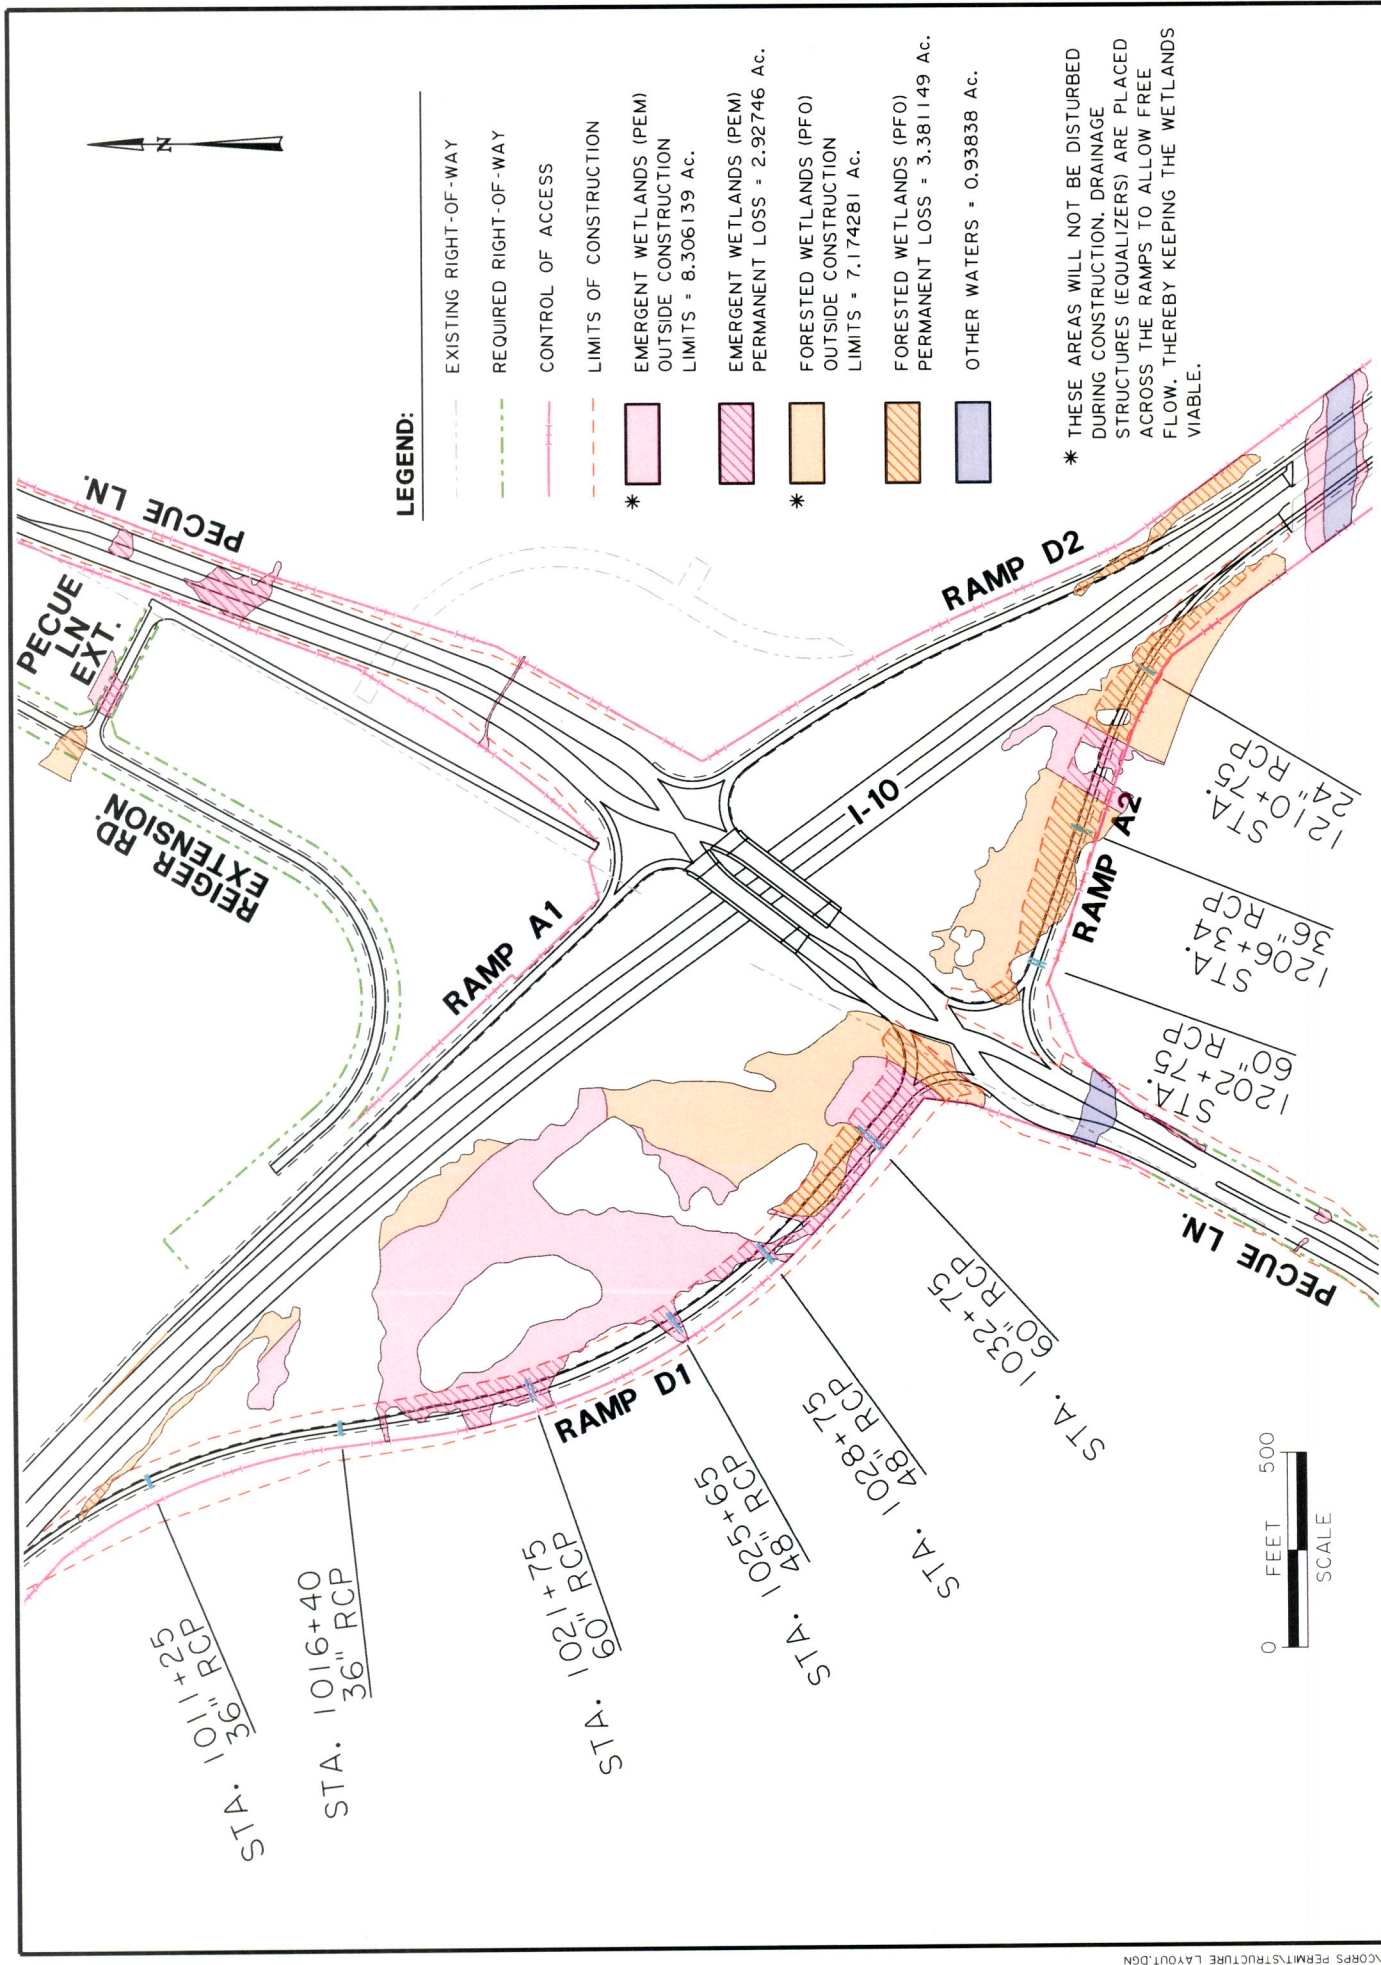 PECUE LN.
PECUE
LN
EXT.
REIGER RD.
EXTENSION
RAMP A1
RAMP D2
I-10
RAMP A2
RAMP D1
PECUE LN.
N
LEGEND:
EXISTING RIGHT-OF-WAY
REQUIRED RIGHT-OF-WAY
CONTROL OF ACCESS
LIMITS OF CONSTRUCTION
* EMERGENT WETLANDS (PEM)
OUTSIDE CONSTRUCTION
LIMITS = 8.306139 Ac.
EMERGENT WETLANDS (PEM)
PERMANENT LOSS = 2.92746 Ac.
* FORESTED WETLANDS (PFO)
OUTSIDE CONSTRUCTION
LIMITS = 7.174281 Ac.
FORESTED WETLANDS (PFO)
PERMANENT LOSS = 3.381149 Ac.
OTHER WATERS = 0.93838 Ac.
* THESE AREAS WILL NOT BE DISTURBED
DURING CONSTRUCTION. DRAINAGE
STRUCTURES (EQUALIZERS) ARE PLACED
ACROSS THE RAMPS TO ALLOW FREE
FLOW. THEREBY KEEPING THE WETLANDS
VIABLE.
STA. 1011+25
36" RCP
STA. 1016+40
36" RCP
STA. 1021+75
60" RCP
STA. 1025+65
48" RCP
STA. 1028+75
48" RCP
STA. 1032+75
60" RCP
STA.
1202+75
60" RCP
STA.
1206+34
36" RCP
STA.
1210+75
24" RCP
0 FEET 500
SCALE
\CORPS PERMIT\STRUCTURE LAYOUT.DGN